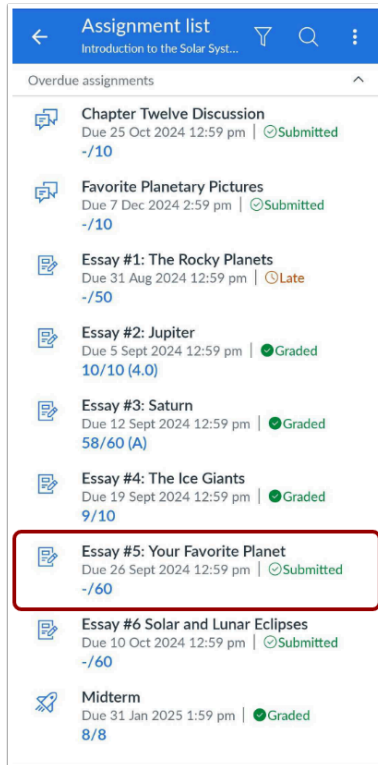 Assignment list
Introduction to the Solar Syst...
Overdue assignments
Chapter Twelve Discussion
Due 25 Oct 2024 12:59 pm | Submitted
-/10
Favorite Planetary Pictures
Due 7 Dec 2024 2:59 pm | Submitted
-/10
Essay #1: The Rocky Planets
Due 31 Aug 2024 12:59 pm | Late
-/50
Essay #2: Jupiter
Due 5 Sept 2024 12:59 pm | Graded
10/10 (4.0)
Essay #3: Saturn
Due 12 Sept 2024 12:59 pm | Graded
58/60 (A)
Essay #4: The Ice Giants
Due 19 Sept 2024 12:59 pm | Graded
9/10
Essay #5: Your Favorite Planet
Due 26 Sept 2024 12:59 pm | Submitted
-/60
Essay #6 Solar and Lunar Eclipses
Due 10 Oct 2024 12:59 pm | Submitted
-/60
Midterm
Due 31 Jan 2025 1:59 pm | Graded
8/8